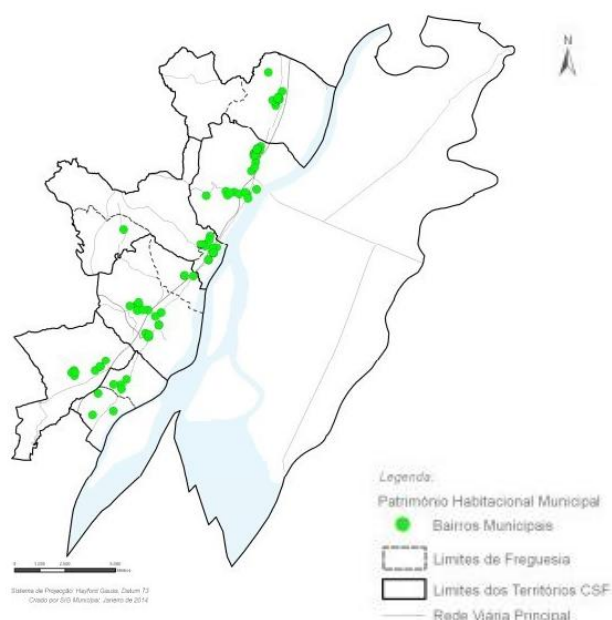 N
Legenda:
Património Habitacional Municipal
Bairros Municipais
Limites de Freguesia
Limites dos Territórios CSF
Rede Viária Principal
Sistema de Projecção: Hayford Gauss, Datum 73
Criado por SIG Municipal, Janeiro de 2014